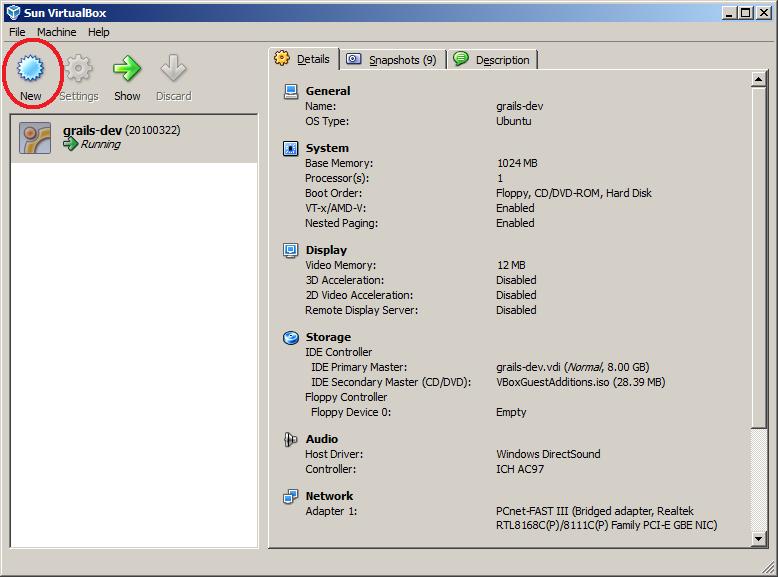 Sun VirtualBox
File Machine Help
New Settings Show Discard
grails-dev (20100322)
Running
Details Snapshots (9) Description
General
Name: grails-dev
OS Type: Ubuntu
System
Base Memory: 1024 MB
Processor(s): 1
Boot Order: Floppy, CD/DVD-ROM, Hard Disk
VT-x/AMD-V: Enabled
Nested Paging: Enabled
Display
Video Memory: 12 MB
3D Acceleration: Disabled
2D Video Acceleration: Disabled
Remote Display Server: Disabled
Storage
IDE Controller
IDE Primary Master: grails-dev.vdi (Normal, 8.00 GB)
IDE Secondary Master (CD/DVD): VBoxGuestAdditions.iso (28.39 MB)
Floppy Controller
Floppy Device 0: Empty
Audio
Host Driver: Windows DirectSound
Controller: ICH AC97
Network
Adapter 1: PCnet-FAST III (Bridged adapter, Realtek
RTL8168C(P)/8111C(P) Family PCI-E GBE NIC)